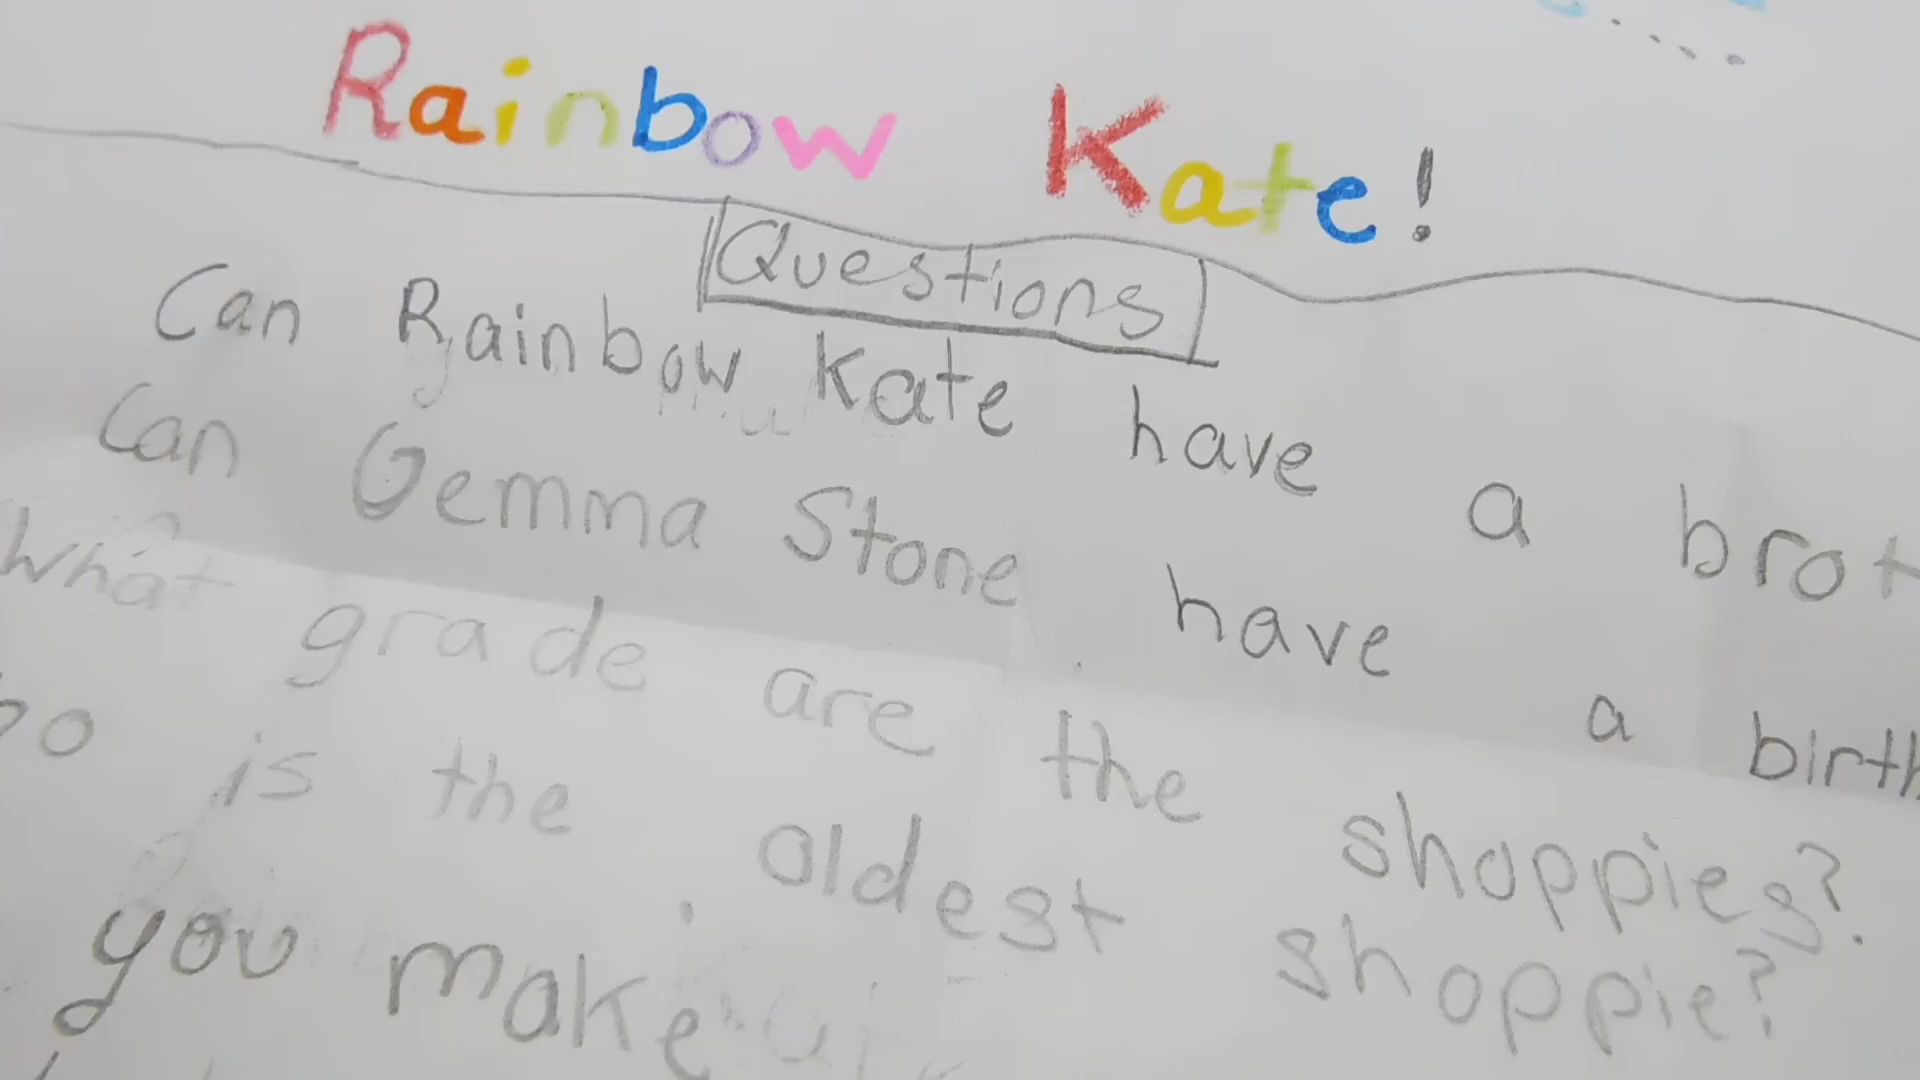 Rainbow Kate!
Questions
Can Rainbow Kate have a brot
Can Gemma Stone have a birth
What grade are the shoppies?
is the oldest shoppie?
you make